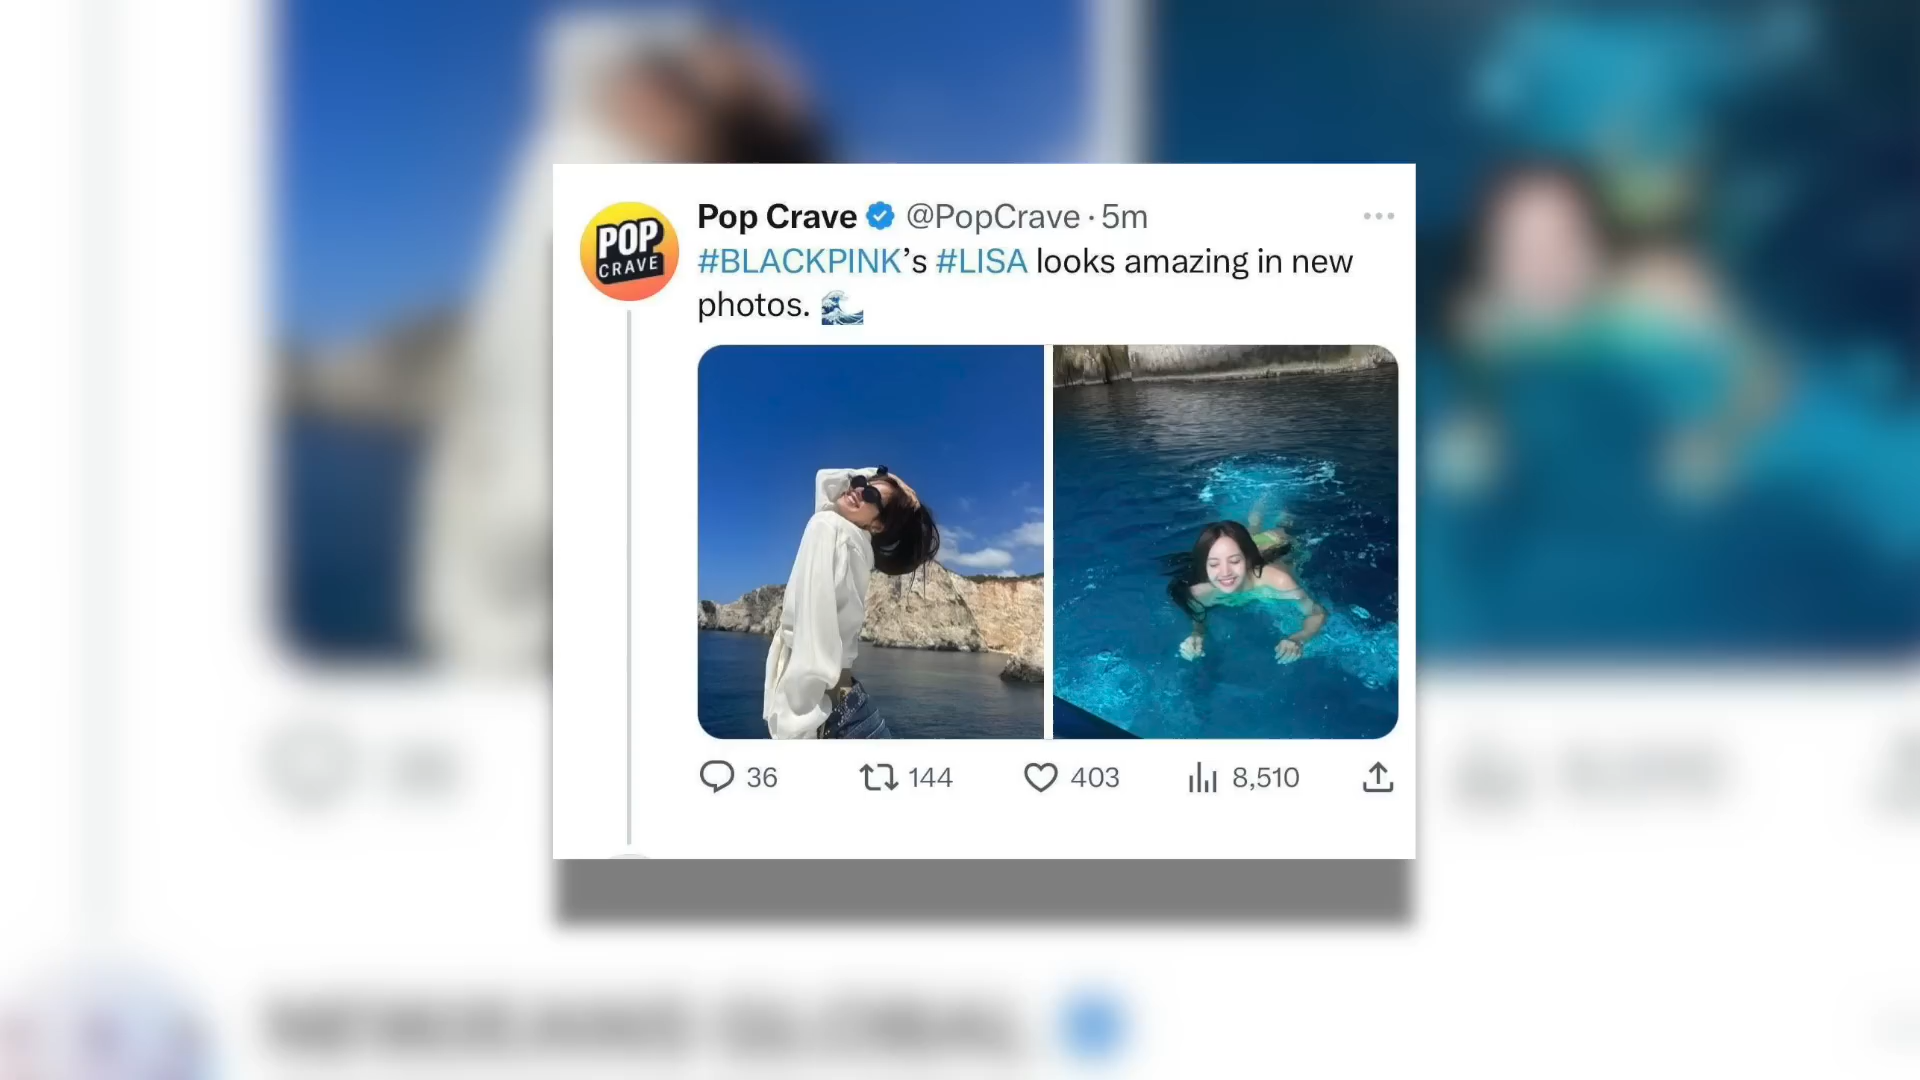 POP
CRAVE
Pop Crave @PopCrave · 5m
#BLACKPINK’s #LISA looks amazing in new
photos. 🌊
36 144 403 8,510